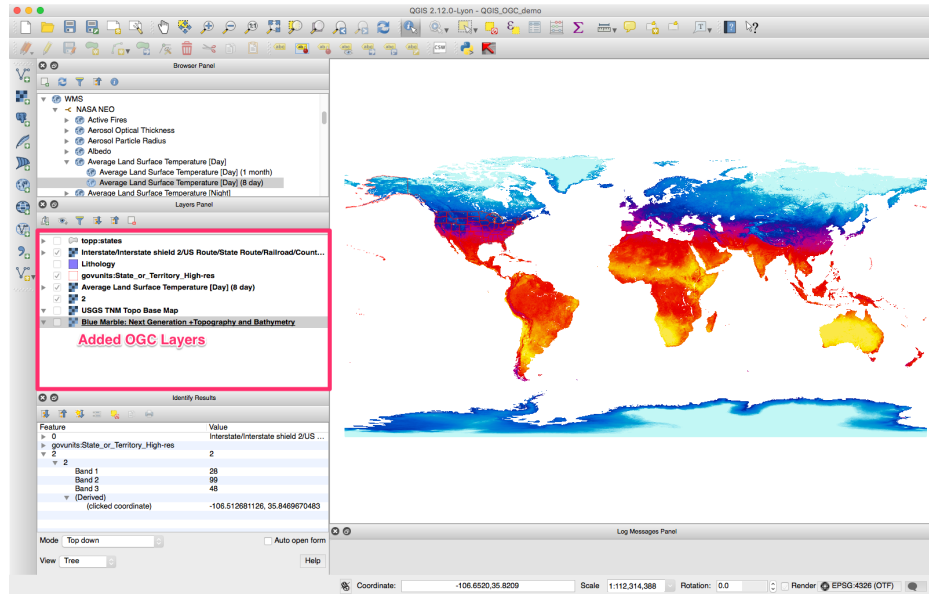 QGIS 2.12.0-Lyon - QGIS_OGC_demo
Browser Panel
WMS
NASA NEO
Active Fires
Aerosol Optical Thickness
Aerosol Particle Radius
Albedo
Average Land Surface Temperature [Day]
Average Land Surface Temperature [Day] (1 month)
Average Land Surface Temperature [Day] (8 day)
Average Land Surface Temperature [Night]
Layers Panel
topp:states
Interstate/Interstate shield 2/US Route/State Route/Railroad/Count...
Lithology
govunits:State_or_Territory_High-res
Average Land Surface Temperature [Day] (8 day)
2
USGS TNM Topo Base Map
Blue Marble: Next Generation +Topography and Bathymetry
Added OGC Layers
Identify Results
Feature Value
0 Interstate/Interstate shield 2/US ...
govunits:State_or_Territory_High-res
2 2
2
Band 1 28
Band 2 99
Band 3 48
(Derived)
(clicked coordinate) -106.512681126, 35.8469670483
Mode Top down Auto open form
View Tree Help
Log Messages Panel
Coordinate: -106.6520,35.8209 Scale 1:112,314,388 Rotation: 0.0 Render EPSG:4326 (OTF)